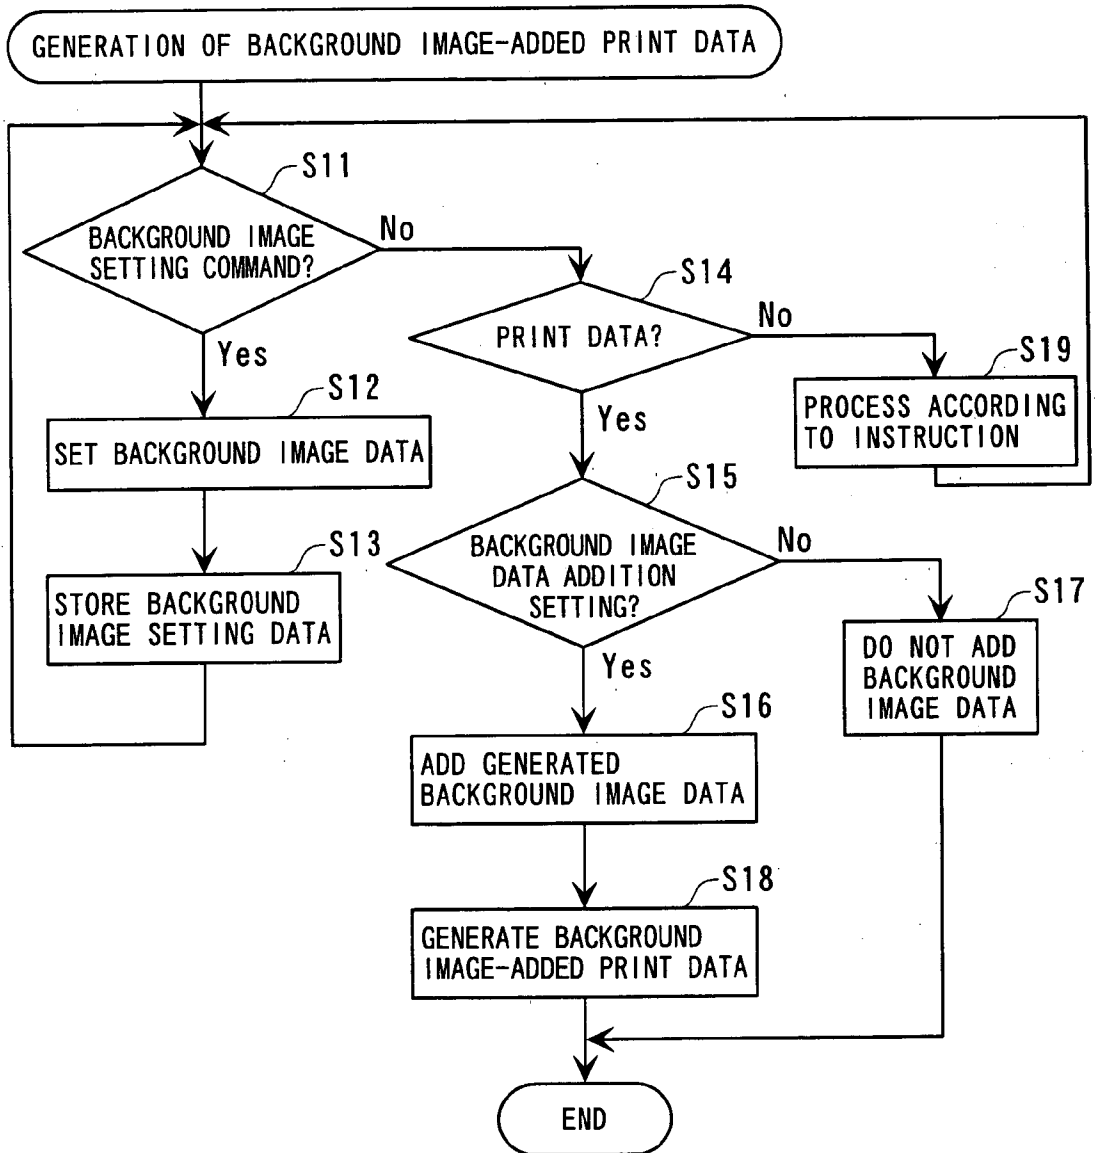 GENERATION OF BACKGROUND IMAGE-ADDED PRINT DATA
S11
BACKGROUND IMAGE
SETTING COMMAND?
No
Yes
S12
SET BACKGROUND IMAGE DATA
S13
STORE BACKGROUND
IMAGE SETTING DATA
S14
PRINT DATA?
No
Yes
S19
PROCESS ACCORDING
TO INSTRUCTION
S15
BACKGROUND IMAGE
DATA ADDITION
SETTING?
No
Yes
S17
DO NOT ADD
BACKGROUND
IMAGE DATA
S16
ADD GENERATED
BACKGROUND IMAGE DATA
S18
GENERATE BACKGROUND
IMAGE-ADDED PRINT DATA
END